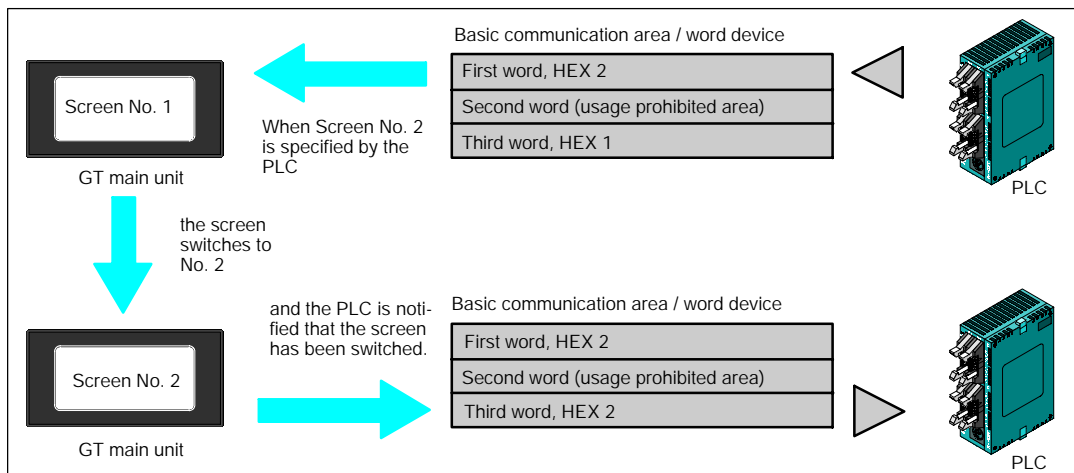 Basic communication area / word device
First word, HEX 2
Second word (usage prohibited area)
Third word, HEX 1
Screen No. 1
GT main unit
When Screen No. 2
is specified by the
PLC
PLC
the screen
switches to
No. 2
and the PLC is noti-
fied that the screen
has been switched.
Basic communication area / word device
First word, HEX 2
Second word (usage prohibited area)
Third word, HEX 2
Screen No. 2
GT main unit
PLC